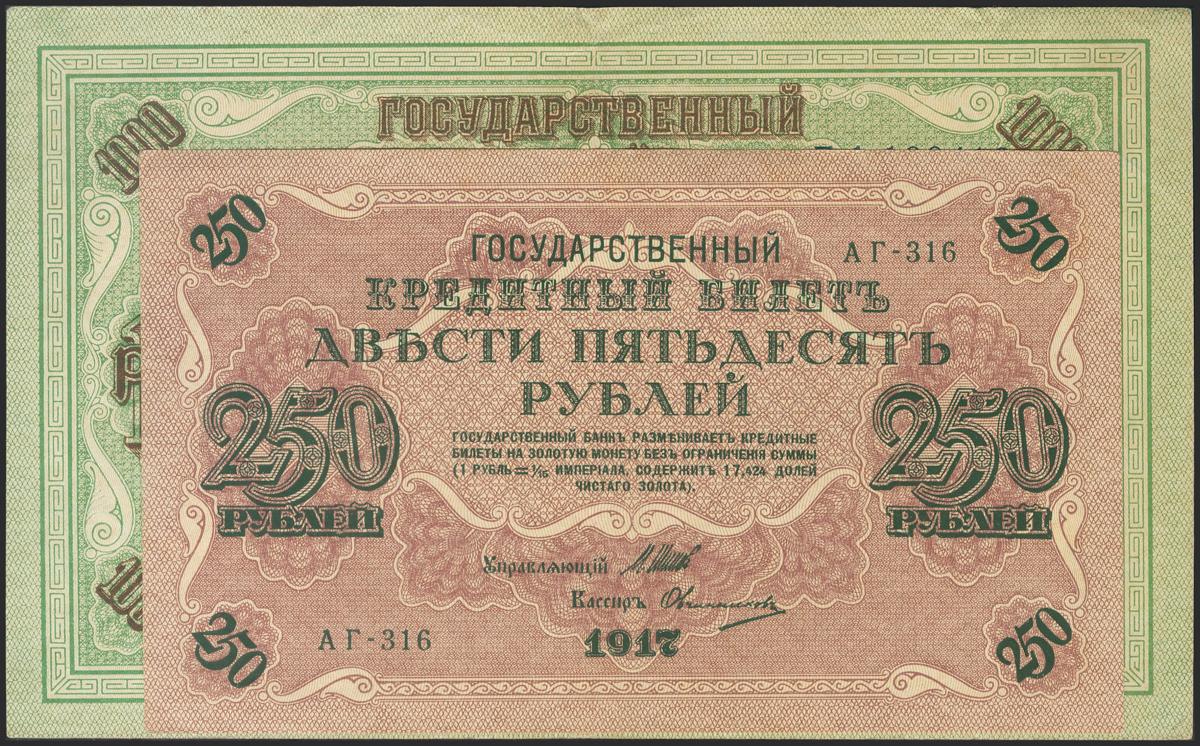 1000
ГОСУДАРСТВЕННЫЙ
250
250
ГОСУДАРСТВЕННЫЙ
АГ-316
КРЕДИТНЫЙ БИЛЕТЪ
ДВѢСТИ ПЯТЬДЕСЯТЪ
РУБЛЕЙ
250
РУБЛЕЙ
250
РУБЛЕЙ
ГОСУДАРСТВЕННЫЙ БАНКЪ РАЗМѢНИВАЕТЪ КРЕДИТНЫЕ
БИЛЕТЫ НА ЗОЛОТУЮ МОНЕТУ БЕЗЪ ОГРАНИЧЕНІЯ СУММЫ
(1 РУБЛЬ=1/15 ИМПЕРІАЛА, СОДЕРЖИТЪ 17,424 ДОЛЕЙ
ЧИСТАГО ЗОЛОТА).
Управляющій
Кассиръ Овчинниковъ
1917
АГ-316
250
250